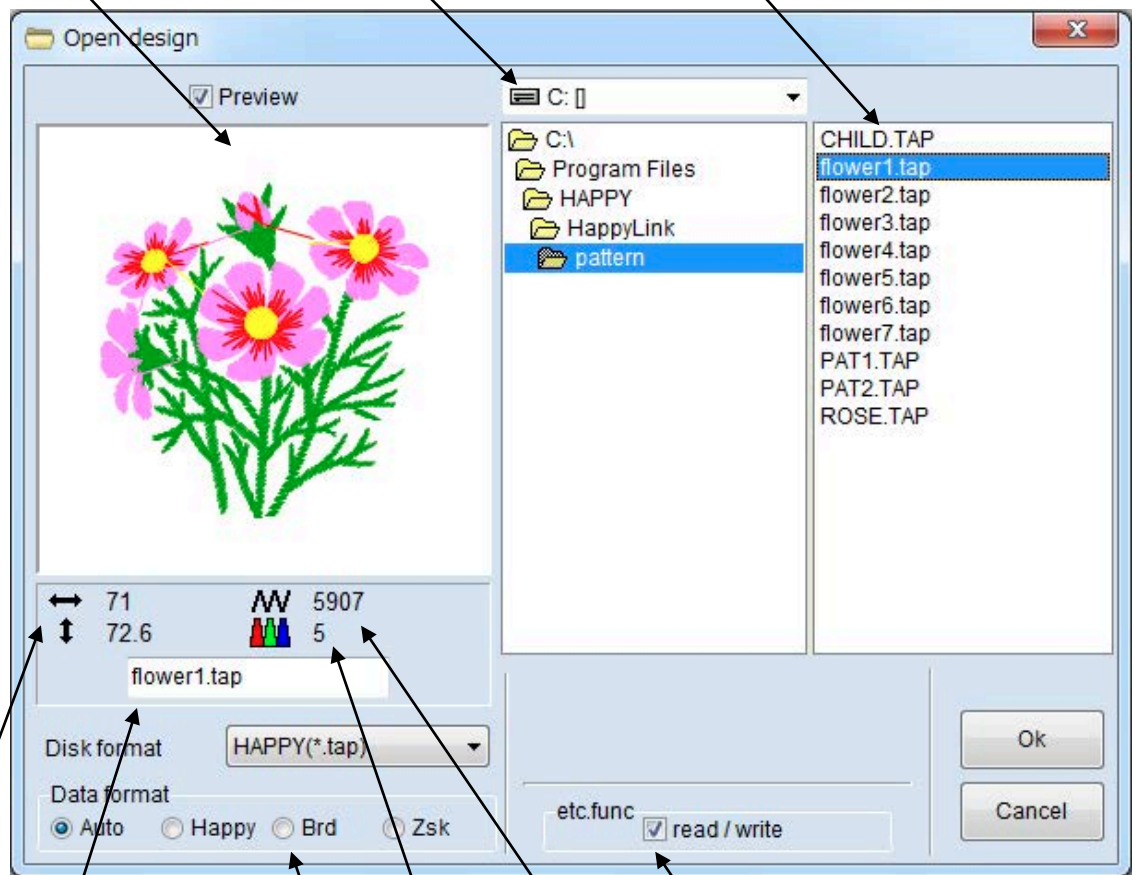 Open design
Preview
C: []
C:\
Program Files
HAPPY
HappyLink
pattern
CHILD.TAP
flower1.tap
flower2.tap
flower3.tap
flower4.tap
flower5.tap
flower6.tap
flower7.tap
PAT1.TAP
PAT2.TAP
ROSE.TAP
71
5907
72.6
5
flower1.tap
Disk format
HAPPY(*.tap)
Data format
Auto
Happy
Brd
Zsk
etc.func
read / write
Ok
Cancel